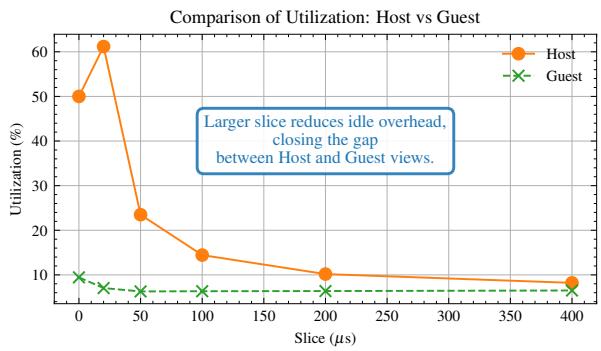 Comparison of Utilization: Host vs Guest
Utilization (%)
60
50
40
30
20
10
Host
Guest
Larger slice reduces idle overhead,
closing the gap
between Host and Guest views.
0 50 100 150 200 250 300 350 400
Slice (μs)